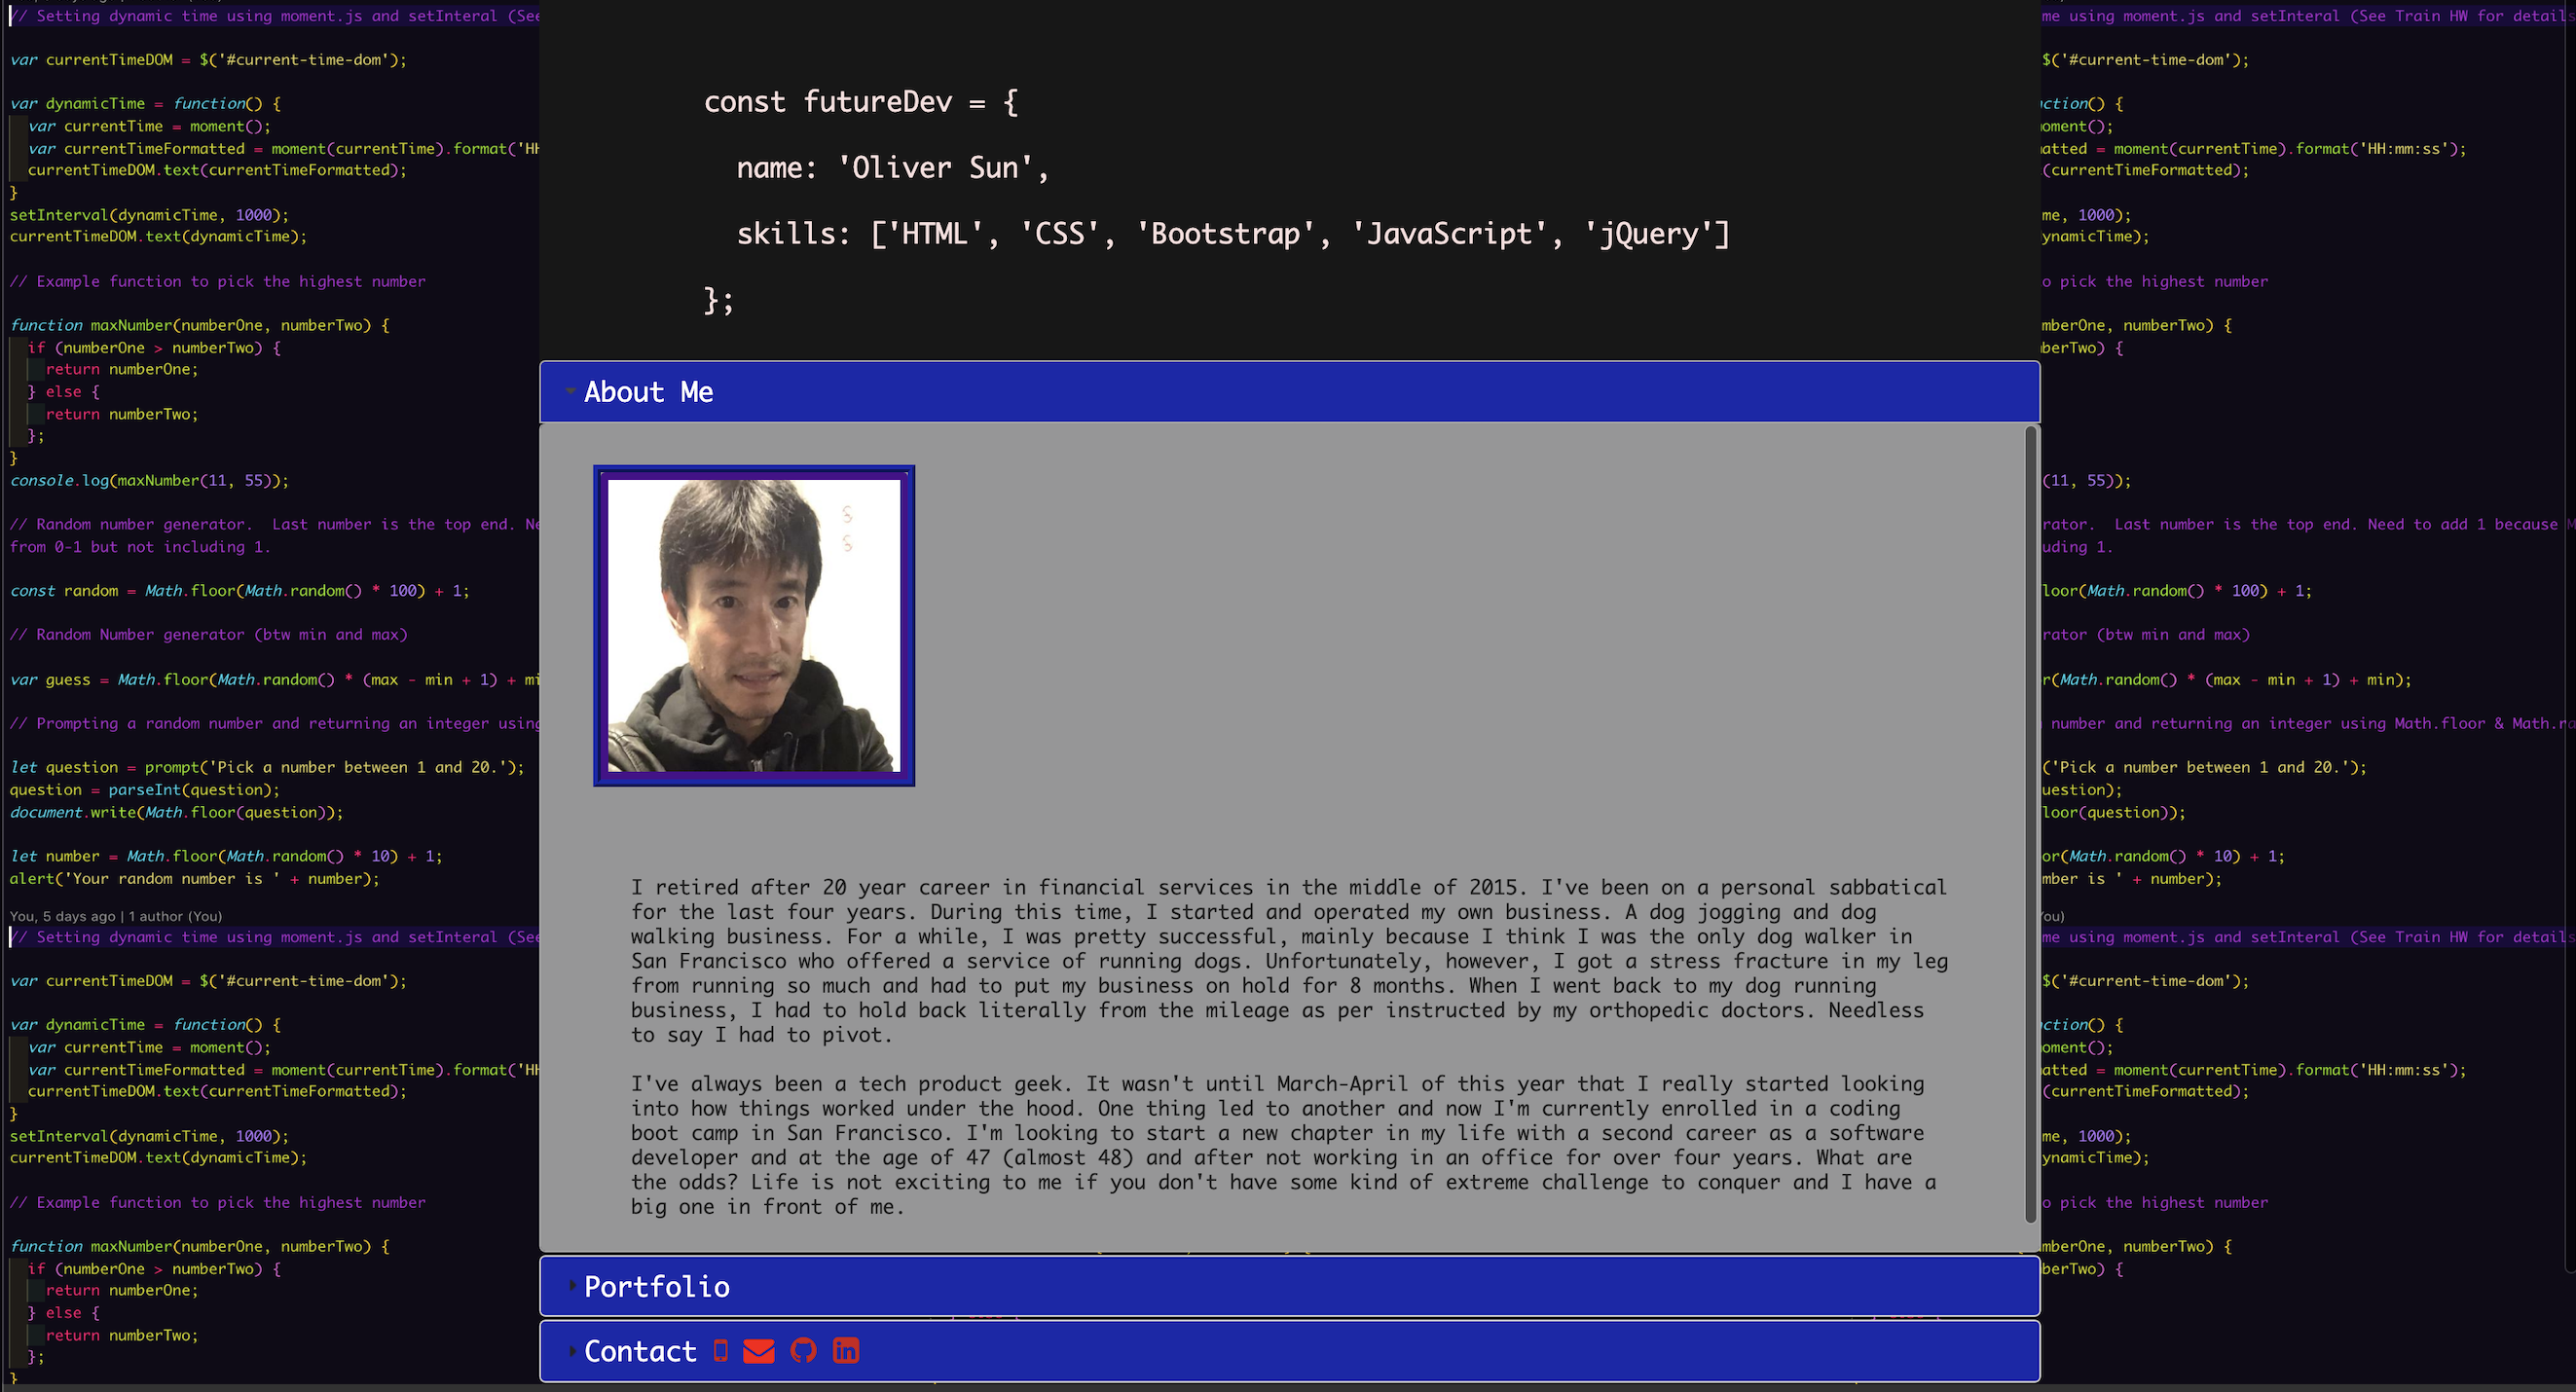 // Setting dynamic time using moment.js and setInteral (See
var currentTimeDOM = $('#current-time-dom');
var dynamicTime = function() {
var currentTime = moment();
var currentTimeFormatted = moment(currentTime).format('HH
currentTimeDOM.text(currentTimeFormatted);
}
setInterval(dynamicTime, 1000);
currentTimeDOM.text(dynamicTime);
// Example function to pick the highest number
function maxNumber(numberOne, numberTwo) {
if (numberOne > numberTwo) {
return numberOne;
} else {
return numberTwo;
};
}
console.log(maxNumber(11, 55));
// Random number generator.  Last number is the top end. Ne
from 0-1 but not including 1.
const random = Math.floor(Math.random() * 100) + 1;
// Random Number generator (btw min and max)
var guess = Math.floor(Math.random() * (max - min + 1) + mi
// Prompting a random number and returning an integer using
let question = prompt('Pick a number between 1 and 20.');
question = parseInt(question);
document.write(Math.floor(question));
let number = Math.floor(Math.random() * 10) + 1;
alert('Your random number is ' + number);
You, 5 days ago | 1 author (You)
// Setting dynamic time using moment.js and setInteral (See
var currentTimeDOM = $('#current-time-dom');
var dynamicTime = function() {
var currentTime = moment();
var currentTimeFormatted = moment(currentTime).format('HH
currentTimeDOM.text(currentTimeFormatted);
}
setInterval(dynamicTime, 1000);
currentTimeDOM.text(dynamicTime);
// Example function to pick the highest number
function maxNumber(numberOne, numberTwo) {
if (numberOne > numberTwo) {
return numberOne;
} else {
return numberTwo;
};
}
const futureDev = {
name: 'Oliver Sun',
skills: ['HTML', 'CSS', 'Bootstrap', 'JavaScript', 'jQuery']
};
About Me
I retired after 20 year career in financial services in the middle of 2015. I've been on a personal sabbatical
for the last four years. During this time, I started and operated my own business. A dog jogging and dog
walking business. For a while, I was pretty successful, mainly because I think I was the only dog walker in
San Francisco who offered a service of running dogs. Unfortunately, however, I got a stress fracture in my leg
from running so much and had to put my business on hold for 8 months. When I went back to my dog running
business, I had to hold back literally from the mileage as per instructed by my orthopedic doctors. Needless
to say I had to pivot.
I've always been a tech product geek. It wasn't until March-April of this year that I really started looking
into how things worked under the hood. One thing led to another and now I'm currently enrolled in a coding
boot camp in San Francisco. I'm looking to start a new chapter in my life with a second career as a software
developer and at the age of 47 (almost 48) and after not working in an office for over four years. What are
the odds? Life is not exciting to me if you don't have some kind of extreme challenge to conquer and I have a
big one in front of me.
Portfolio
Contact
me using moment.js and setInteral (See Train HW for details
$('#current-time-dom');
nction() {
oment();
matted = moment(currentTime).format('HH:mm:ss');
(currentTimeFormatted);
me, 1000);
ynamicTime);
o pick the highest number
mberOne, numberTwo) {
berTwo) {
(11, 55));
rator.  Last number is the top end. Need to add 1 because M
uding 1.
loor(Math.random() * 100) + 1;
rator (btw min and max)
r(Math.random() * (max - min + 1) + min);
number and returning an integer using Math.floor & Math.ra
('Pick a number between 1 and 20.');
uestion);
loor(question));
or(Math.random() * 10) + 1;
mber is ' + number);
You)
me using moment.js and setInteral (See Train HW for details
$('#current-time-dom');
nction() {
oment();
matted = moment(currentTime).format('HH:mm:ss');
(currentTimeFormatted);
me, 1000);
ynamicTime);
o pick the highest number
mberOne, numberTwo) {
berTwo) {